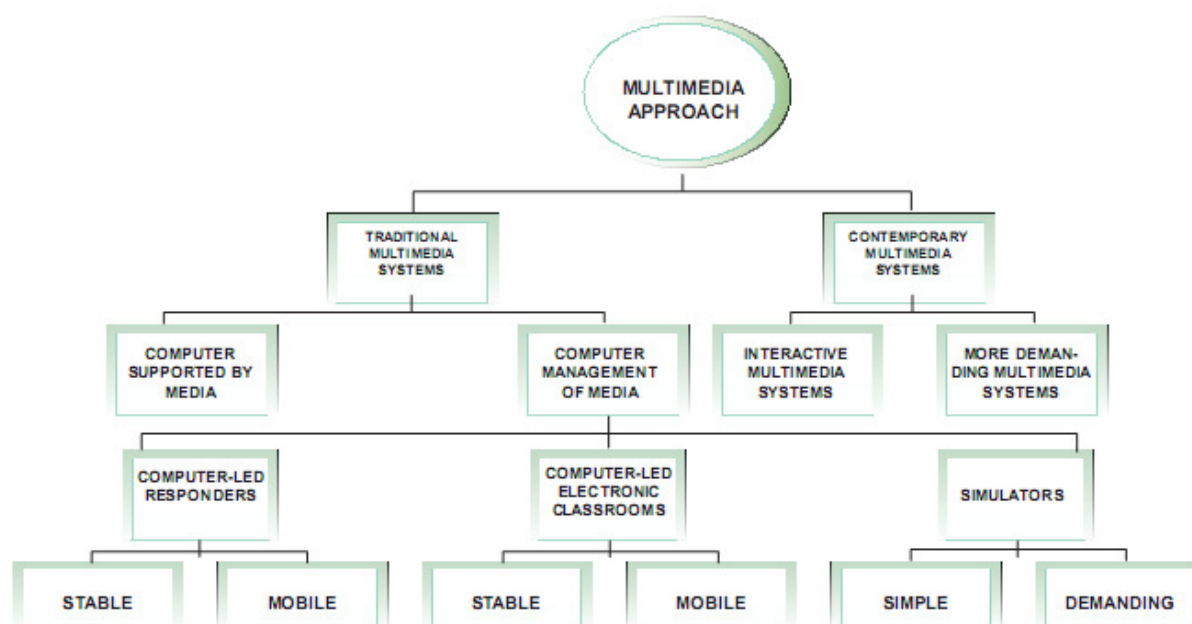 MULTIMEDIA
APPROACH
TRADITIONAL
MULTIMEDIA
SYSTEMS
CONTEMPORARY
MULTIMEDIA
SYSTEMS
COMPUTER
SUPPORTED BY
MEDIA
COMPUTER
MANAGEMENT
OF MEDIA
INTERACTIVE
MULTIMEDIA
SYSTEMS
MORE DEMAN-
DING MULTIMEDIA
SYSTEMS
COMPUTER-LED
RESPONDERS
COMPUTER-LED
ELECTRONIC
CLASSROOMS
SIMULATORS
STABLE
MOBILE
STABLE
MOBILE
SIMPLE
DEMANDING